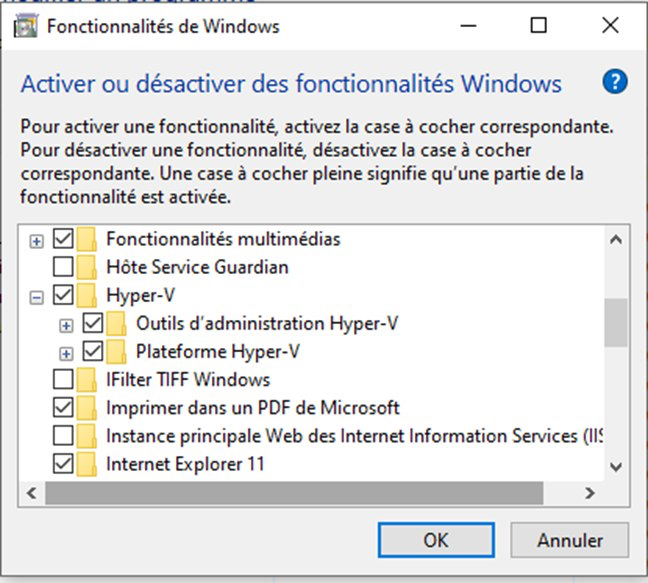 Fonctionnalités de Windows
Activer ou désactiver des fonctionnalités Windows
?
Pour activer une fonctionnalité, activez la case à cocher correspondante.
Pour désactiver une fonctionnalité, désactivez la case à cocher
correspondante. Une case à cocher pleine signifie qu'une partie de la
fonctionnalité est activée.
Fonctionnalités multimédias
Hôte Service Guardian
Hyper-V
Outils d'administration Hyper-V
Plateforme Hyper-V
IFilter TIFF Windows
Imprimer dans un PDF de Microsoft
Instance principale Web des Internet Information Services (IIS
Internet Explorer 11
OK
Annuler